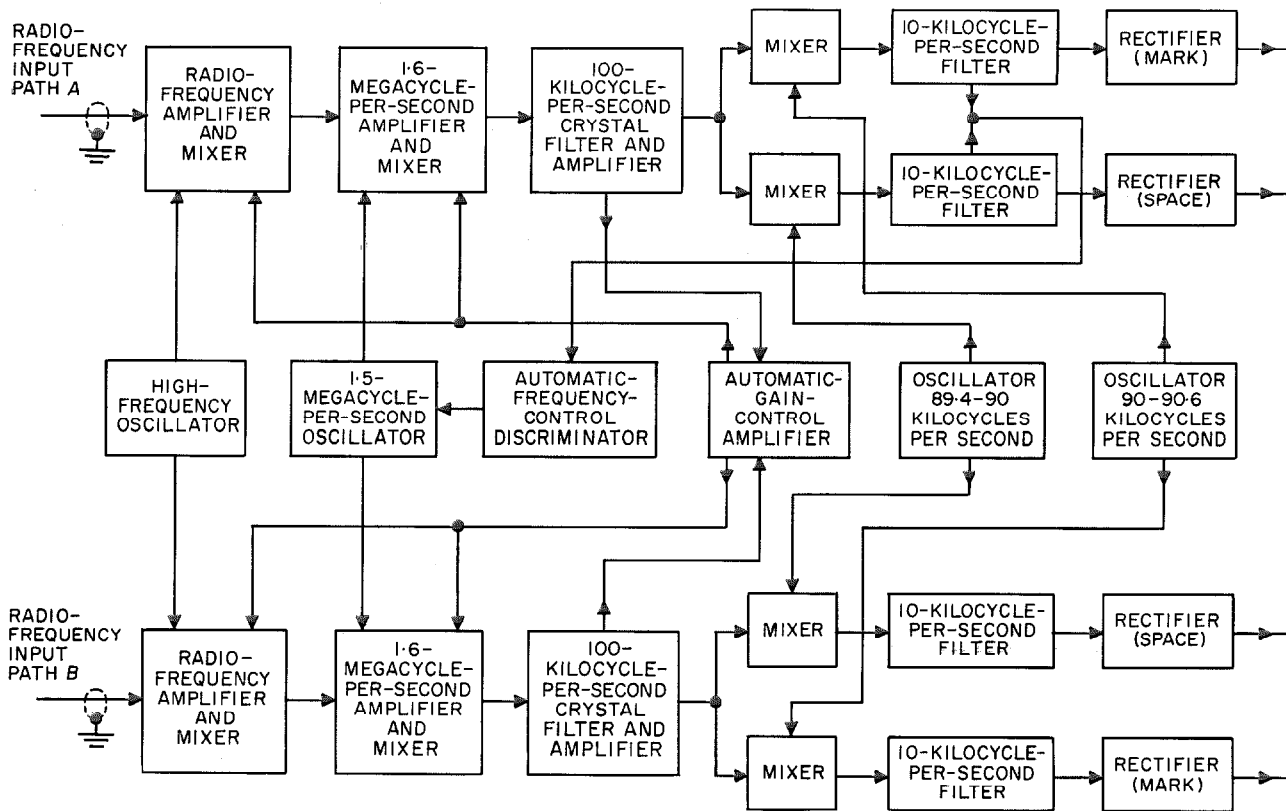 RADIO-
FREQUENCY
INPUT
PATH A
RADIO-
FREQUENCY
AMPLIFIER
AND
MIXER
1·6-
MEGACYCLE-
PER-SECOND
AMPLIFIER
AND
MIXER
100-
KILOCYCLE-
PER-SECOND
CRYSTAL
FILTER AND
AMPLIFIER
MIXER
10-KILOCYCLE-
PER-SECOND
FILTER
RECTIFIER
(MARK)
MIXER
10-KILOCYCLE-
PER-SECOND
FILTER
RECTIFIER
(SPACE)
HIGH-
FREQUENCY
OSCILLATOR
1·5-
MEGACYCLE-
PER-SECOND
OSCILLATOR
AUTOMATIC-
FREQUENCY-
CONTROL
DISCRIMINATOR
AUTOMATIC-
GAIN-
CONTROL
AMPLIFIER
OSCILLATOR
89·4-90
KILOCYCLES
PER SECOND
OSCILLATOR
90-90·6
KILOCYCLES
PER SECOND
RADIO-
FREQUENCY
INPUT
PATH B
RADIO-
FREQUENCY
AMPLIFIER
AND
MIXER
1·6-
MEGACYCLE-
PER-SECOND
AMPLIFIER
AND
MIXER
100-
KILOCYCLE-
PER-SECOND
CRYSTAL
FILTER AND
AMPLIFIER
MIXER
10-KILOCYCLE-
PER-SECOND
FILTER
RECTIFIER
(SPACE)
MIXER
10-KILOCYCLE-
PER-SECOND
FILTER
RECTIFIER
(MARK)